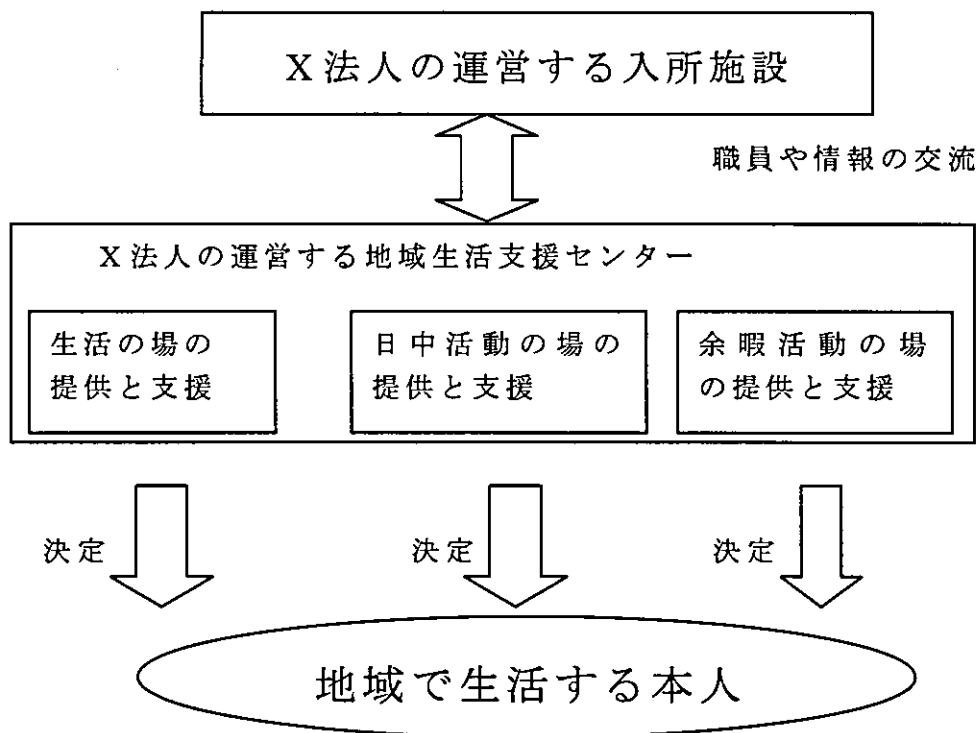 X法人の運営する入所施設
職員や情報の交流
X法人の運営する地域生活支援センター
生活の場の
提供と支援
日中活動の場の
提供と支援
余暇活動の場
の提供と支援
決定
決定
決定
地域で生活する本人